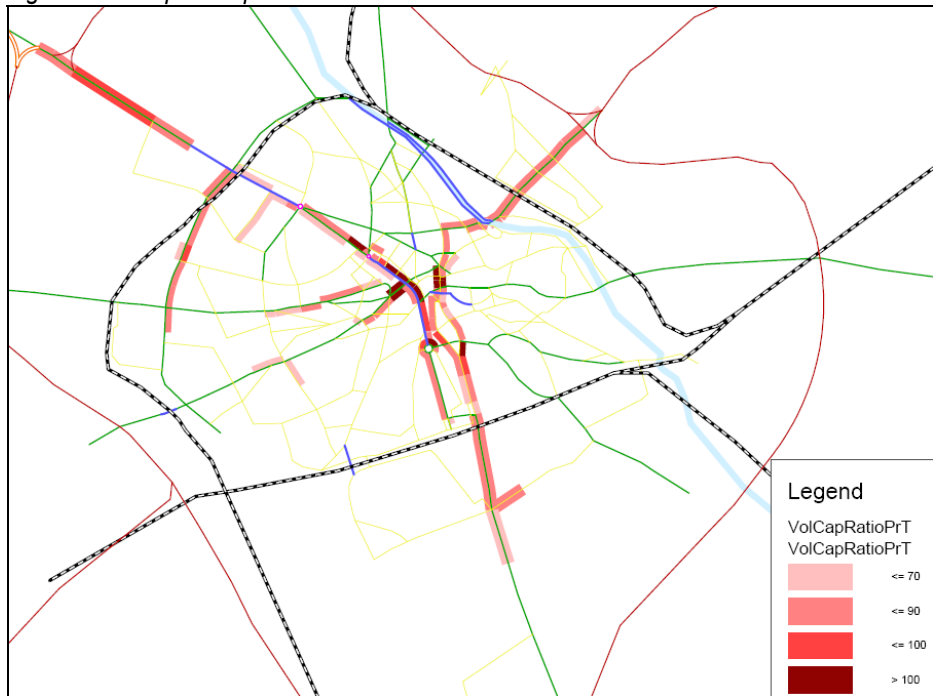 Legend
VolCapRatioPrT
VolCapRatioPrT
<= 70
<= 90
<= 100
> 100